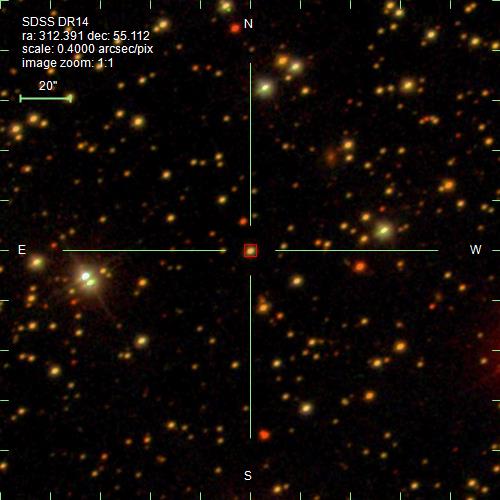 SDSS DR14
ra: 312.391 dec: 55.112
scale: 0.4000 arcsec/pix
image zoom: 1:1
20"
N
E
W
S